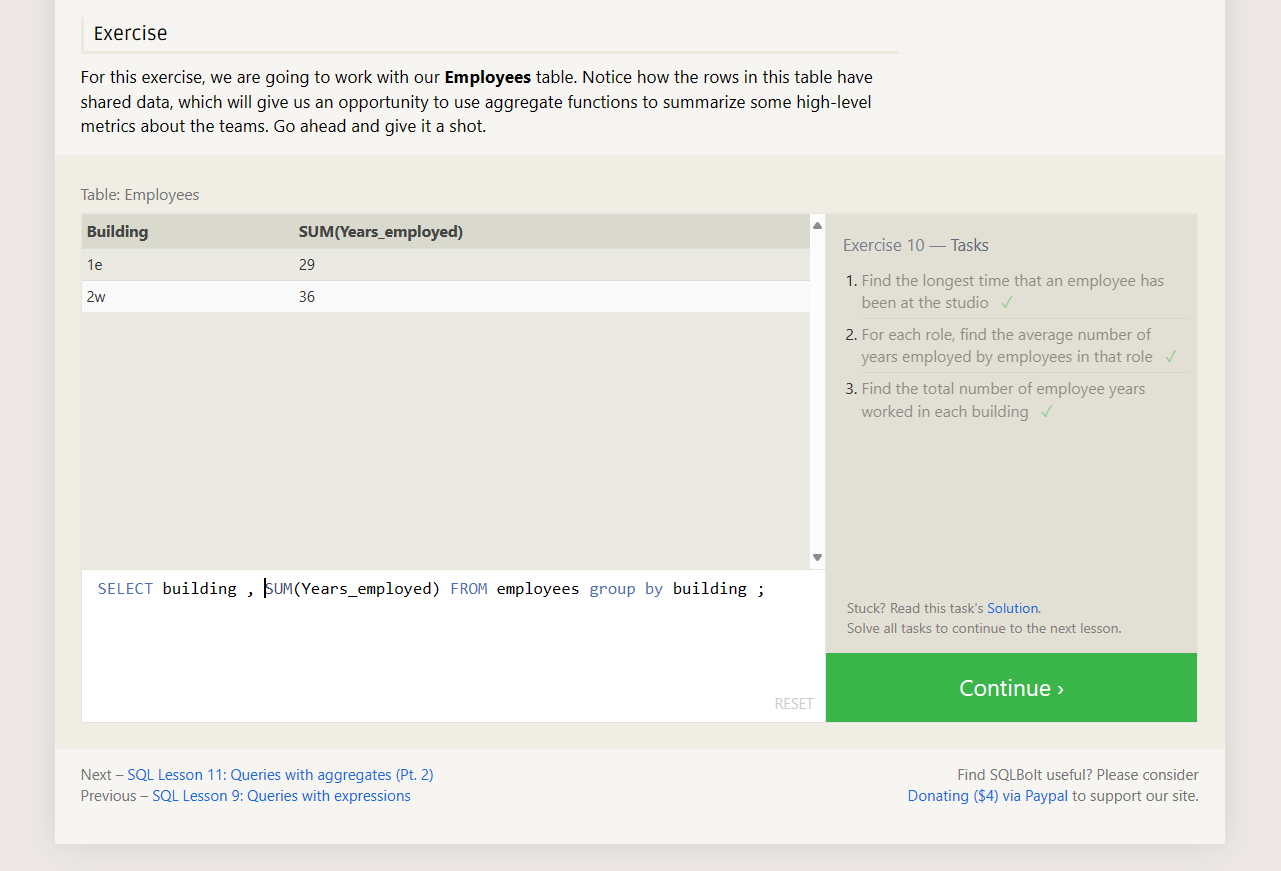 Exercise
For this exercise, we are going to work with our Employees table. Notice how the rows in this table have
shared data, which will give us an opportunity to use aggregate functions to summarize some high-level
metrics about the teams. Go ahead and give it a shot.
Table: Employees
Building SUM(Years_employed)
1e 29
2w 36
SELECT building , SUM(Years_employed) FROM employees group by building ;
RESET
Exercise 10 — Tasks
1. Find the longest time that an employee has
been at the studio ✓
2. For each role, find the average number of
years employed by employees in that role ✓
3. Find the total number of employee years
worked in each building ✓
Stuck? Read this task's Solution.
Solve all tasks to continue to the next lesson.
Continue ›
Next – SQL Lesson 11: Queries with aggregates (Pt. 2)
Previous – SQL Lesson 9: Queries with expressions
Find SQLBolt useful? Please consider
Donating ($4) via Paypal to support our site.